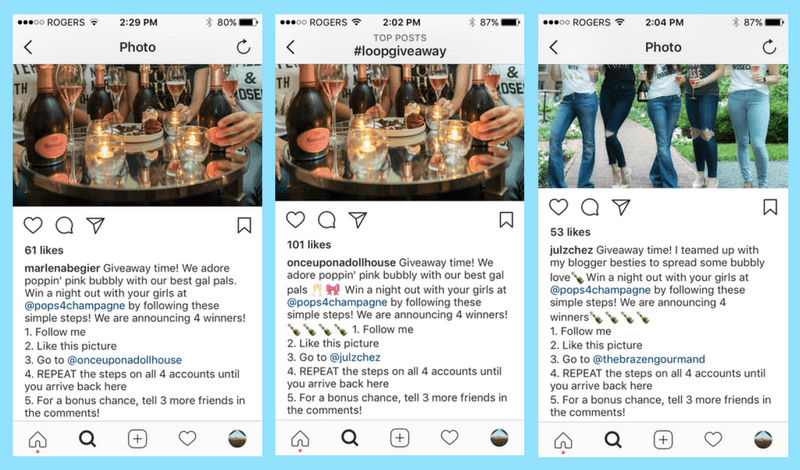 ●●●○○ ROGERS 2:29 PM 80%
Photo
61 likes
marlenabegier Giveaway time! We adore
poppin' pink bubbly with our best gal pals.
Win a night out with your girls at
@pops4champagne by following these
simple steps! We are announcing 4 winners!
1. Follow me
2. Like this picture
3. Go to @onceuponadollhouse
4. REPEAT the steps on all 4 accounts until
you arrive back here
5. For a bonus chance, tell 3 more friends in
the comments!
●●●○○ ROGERS 2:02 PM 87%
TOP POSTS
#loopgiveaway
&
ROSE
101 likes
onceuponadollhouse Giveaway time! We
adore poppin' pink bubbly with our best gal
pals 🥂🎀 Win a night out with your girls at
@pops4champagne by following these
simple steps! We are announcing 4 winners!
🍾🍾🍾🍾 1. Follow me
2. Like this picture
3. Go to @julzchez
4. REPEAT the steps on all 4 accounts until
you arrive back here
5. For a bonus chance, tell 3 more friends in
the comments!
●●●○○ ROGERS 2:04 PM 87%
Photo
53 likes
julzchez Giveaway time! I teamed up with
my blogger besties to spread some bubbly
love🍾 Win a night out with your girls at
@pops4champagne by following these
simple steps! We are announcing 4
winners🍾🍾🍾🍾
1. Follow me
2. Like this picture
3. Go to @thebrazengourmand
4. REPEAT the steps on all 4 accounts until
you arrive back here
5. For a bonus chance, tell 3 more friends in
the comments!